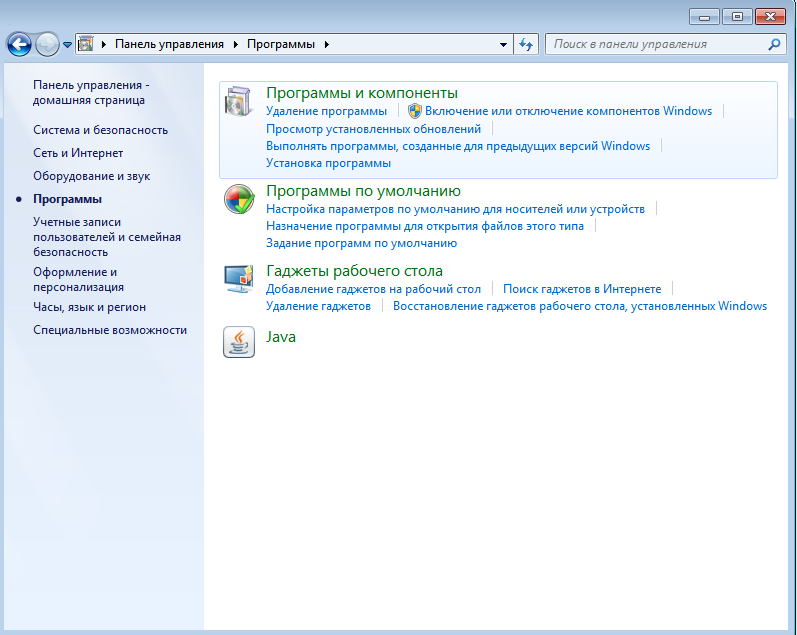 Панель управления
Программы
Поиск в панели управления
Панель управления -
домашняя страница
Система и безопасность
Сеть и Интернет
Оборудование и звук
Программы
Учетные записи
пользователей и семейная
безопасность
Оформление и
персонализация
Часы, язык и регион
Специальные возможности
Программы и компоненты
Удаление программы
Включение или отключение компонентов Windows
Просмотр установленных обновлений
Выполнять программы, созданные для предыдущих версий Windows
Установка программы
Программы по умолчанию
Настройка параметров по умолчанию для носителей или устройств
Назначение программы для открытия файлов этого типа
Задание программ по умолчанию
Гаджеты рабочего стола
Добавление гаджетов на рабочий стол
Поиск гаджетов в Интернете
Удаление гаджетов
Восстановление гаджетов рабочего стола, установленных Windows
Java